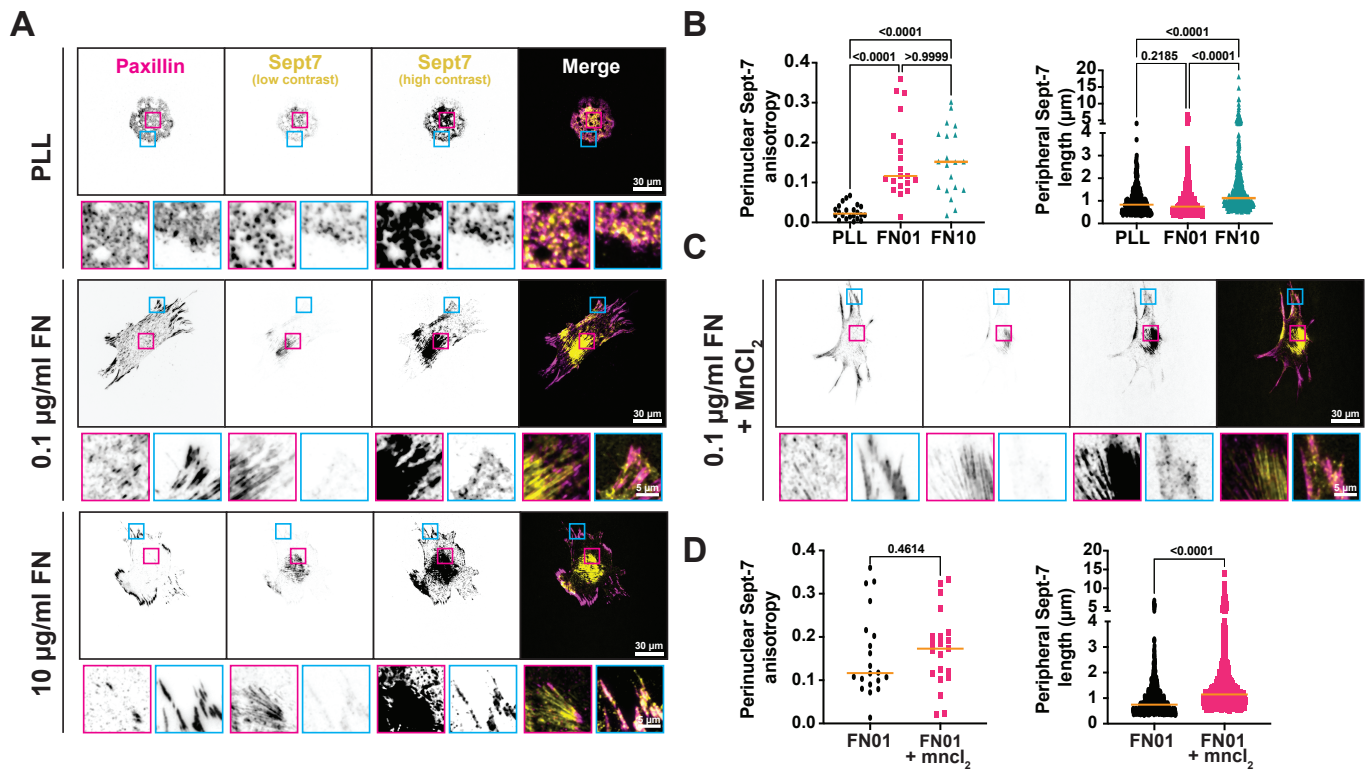 A
Paxillin
Sept7
(low contrast)
Sept7
(high contrast)
Merge
PLL
30 µm
0.1 µg/ml FN
30 µm
5 µm
10 µg/ml FN
30 µm
5 µm
B
<0.0001
<0.0001
>0.9999
Perinuclear Sept-7
anisotropy
0.4
0.3
0.2
0.1
0.0
PLL
FN01
FN10
<0.0001
0.2185
<0.0001
Peripheral Sept-7
length (µm)
20
15
10
5
4
3
2
1
0
PLL
FN01
FN10
C
0.1 µg/ml FN
+ MnCl2
30 µm
5 µm
D
0.4614
Perinuclear Sept-7
anisotropy
0.4
0.3
0.2
0.1
0.0
FN01
FN01
+ mncl2
<0.0001
Peripheral Sept-7
length (µm)
20
15
10
5
4
3
2
1
0
FN01
FN01
+ mncl2